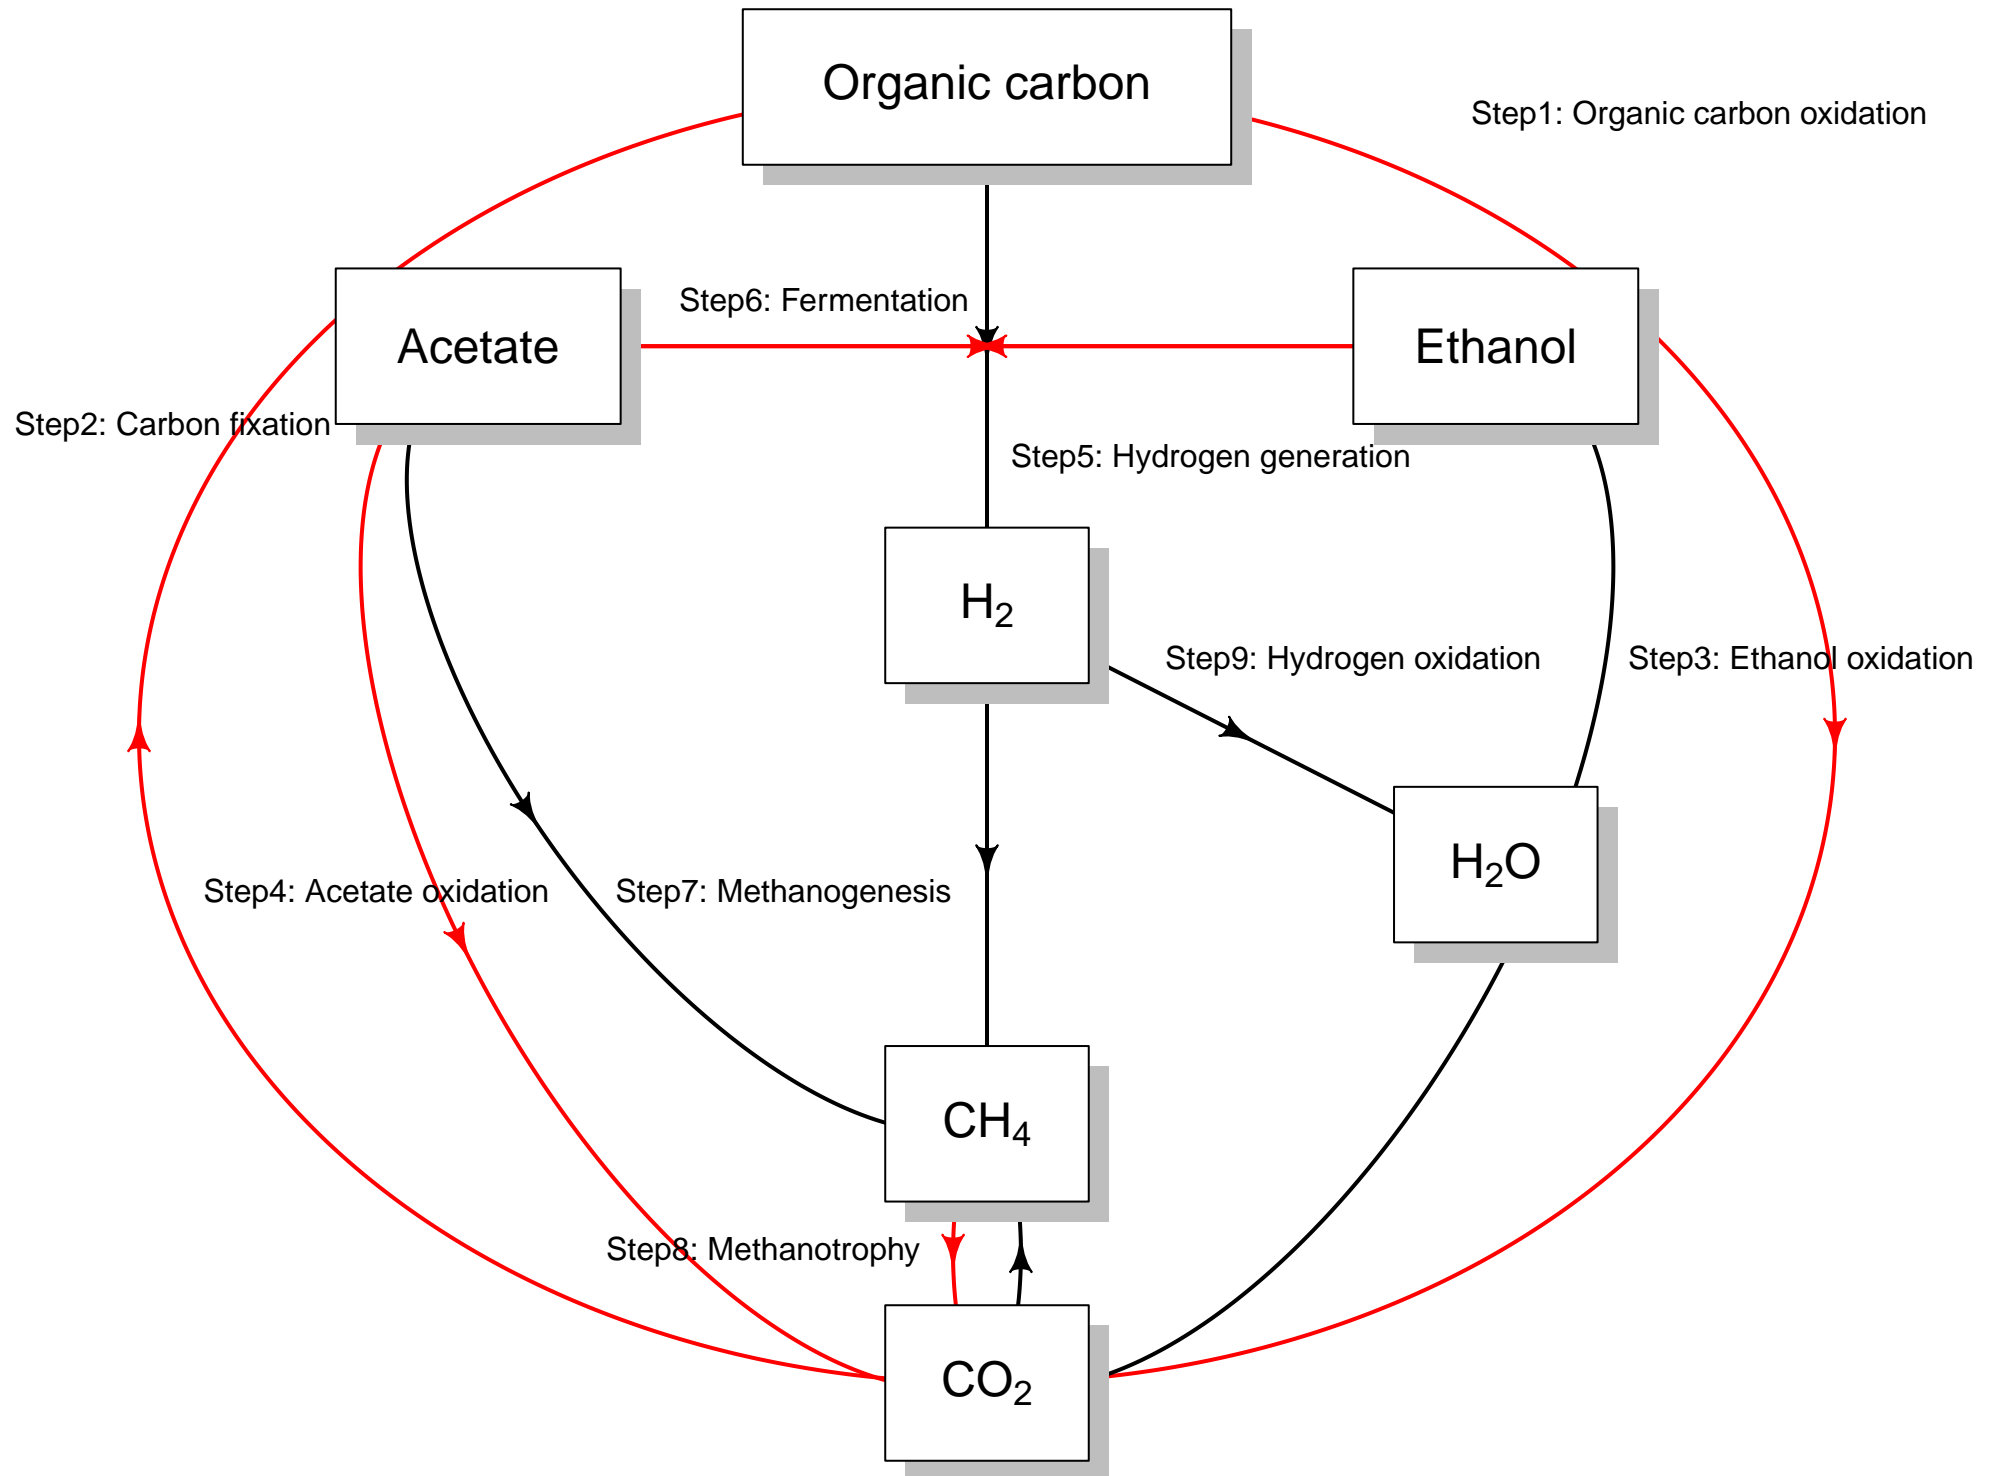 Organic carbon
Step1: Organic carbon oxidation
Step6: Fermentation
Acetate
Ethanol
Step2: Carbon fixation
Step5: Hydrogen generation
H₂
Step9: Hydrogen oxidation
Step3: Ethanol oxidation
H₂O
Step4: Acetate oxidation
Step7: Methanogenesis
CH₄
Step8: Methanotrophy
CO₂